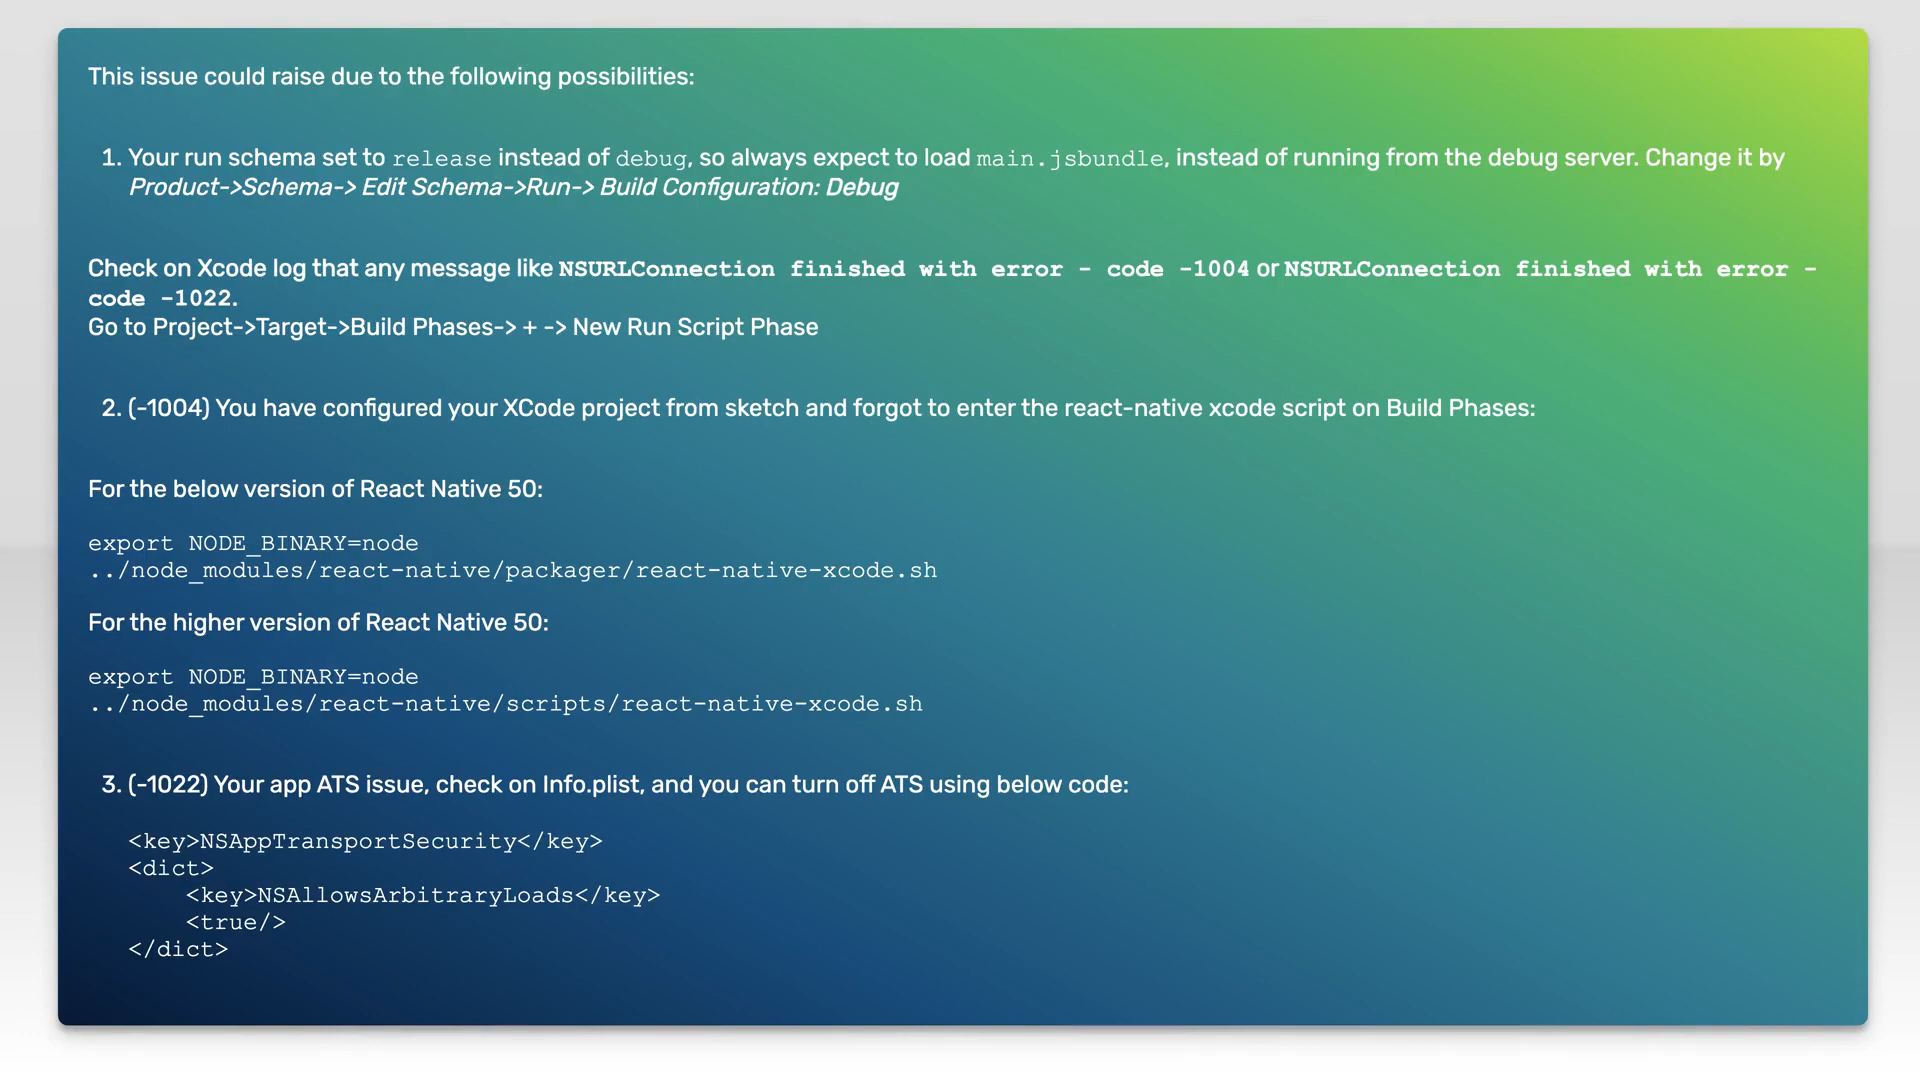 This issue could raise due to the following possibilities:
1. Your run schema set to release instead of debug, so always expect to load main.jsbundle, instead of running from the debug server. Change it by
Product->Schema-> Edit Schema->Run-> Build Configuration: Debug
Check on Xcode log that any message like NSURLConnection finished with error - code -1004 or NSURLConnection finished with error -
code -1022.
Go to Project->Target->Build Phases-> + -> New Run Script Phase
2. (-1004) You have configured your XCode project from sketch and forgot to enter the react-native xcode script on Build Phases:
For the below version of React Native 50:
export NODE_BINARY=node
../node_modules/react-native/packager/react-native-xcode.sh
For the higher version of React Native 50:
export NODE_BINARY=node
../node_modules/react-native/scripts/react-native-xcode.sh
3. (-1022) Your app ATS issue, check on Info.plist, and you can turn off ATS using below code:
<key>NSAppTransportSecurity</key>
<dict>
    <key>NSAllowsArbitraryLoads</key>
    <true/>
</dict>